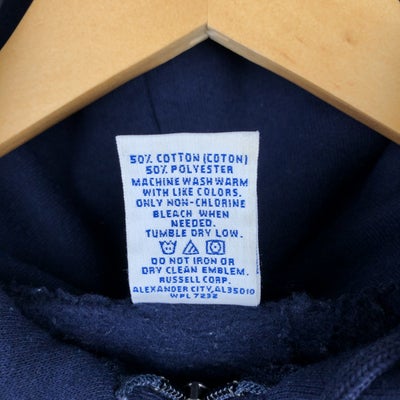 50% COTTON (COTON)
50% POLYESTER
MACHINE WASH WARM
WITH LIKE COLORS.
ONLY NON-CHLORINE
BLEACH WHEN
NEEDED.
TUMBLE DRY LOW.
DO NOT IRON OR
DRY CLEAN EMBLEM.
RUSSELL CORP.
ALEXANDER CITY, AL 35010
WPL 7232